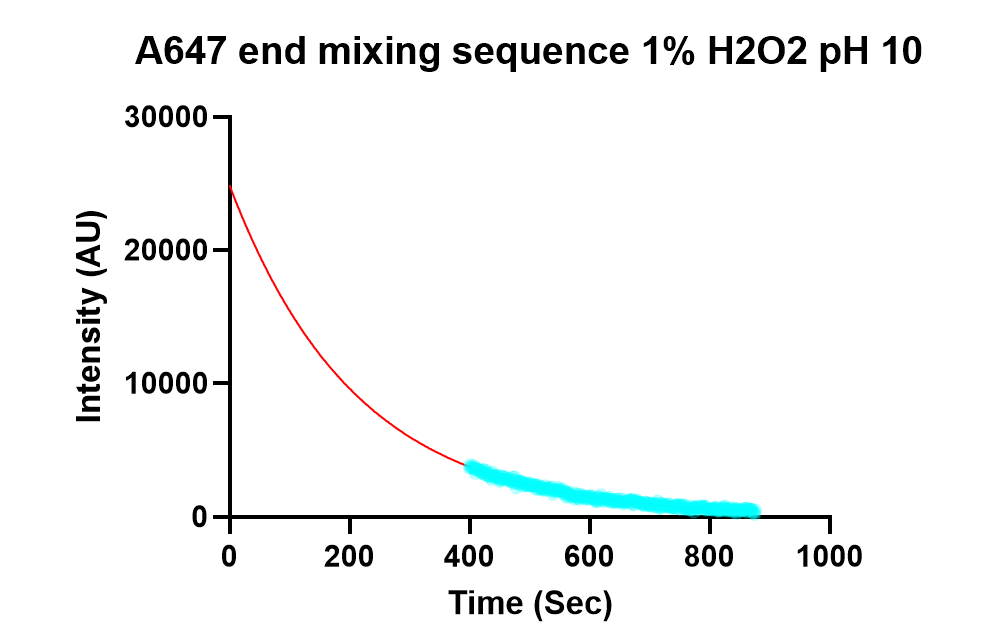 A647 end mixing sequence 1% H2O2 pH 10
30000
20000
10000
0
Intensity (AU)
0 200 400 600 800 1000
Time (Sec)